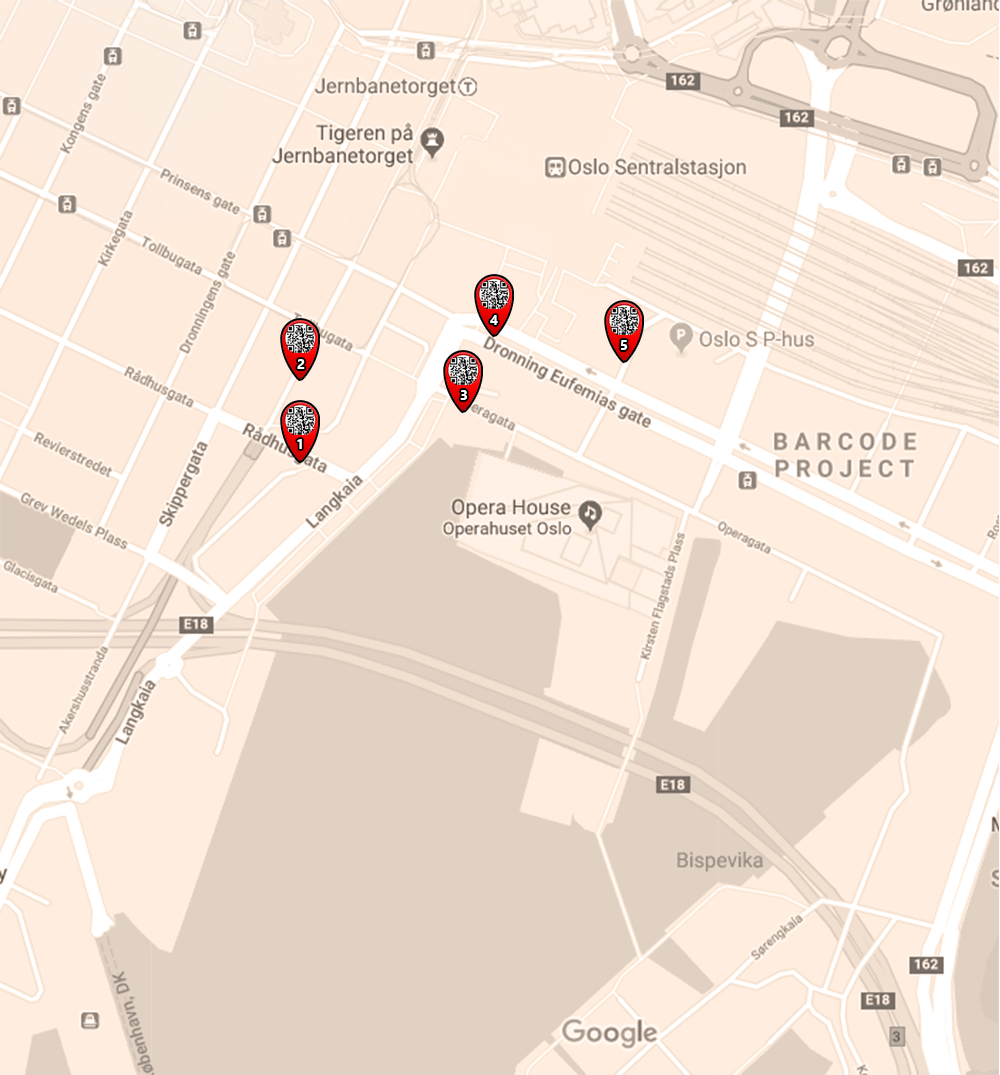 Grønland
162
Jernbanetorget
T
Kongens gate
162
Tigeren på
Jernbanetorget
Oslo Sentralstasjon
Prinsens gate
Kirkegata
Tollbugata
162
Dronningens gate
4
5
P
Oslo S P-hus
Tollbugata
2
Dronning Eufemias gate
3
Rådhusgata
Operagata
1
Rådhusgata
BARCODE
PROJECT
Revierstredet
Skippergata
Langkaia
Opera House
Operahuset Oslo
Grev Wedels Plass
Operagata
Glacisgata
Kirsten Flagstads Plass
E18
Akershusstranda
Langkaia
E18
Bispevika
Sørengkaia
162
E18
København, DK
Google
3